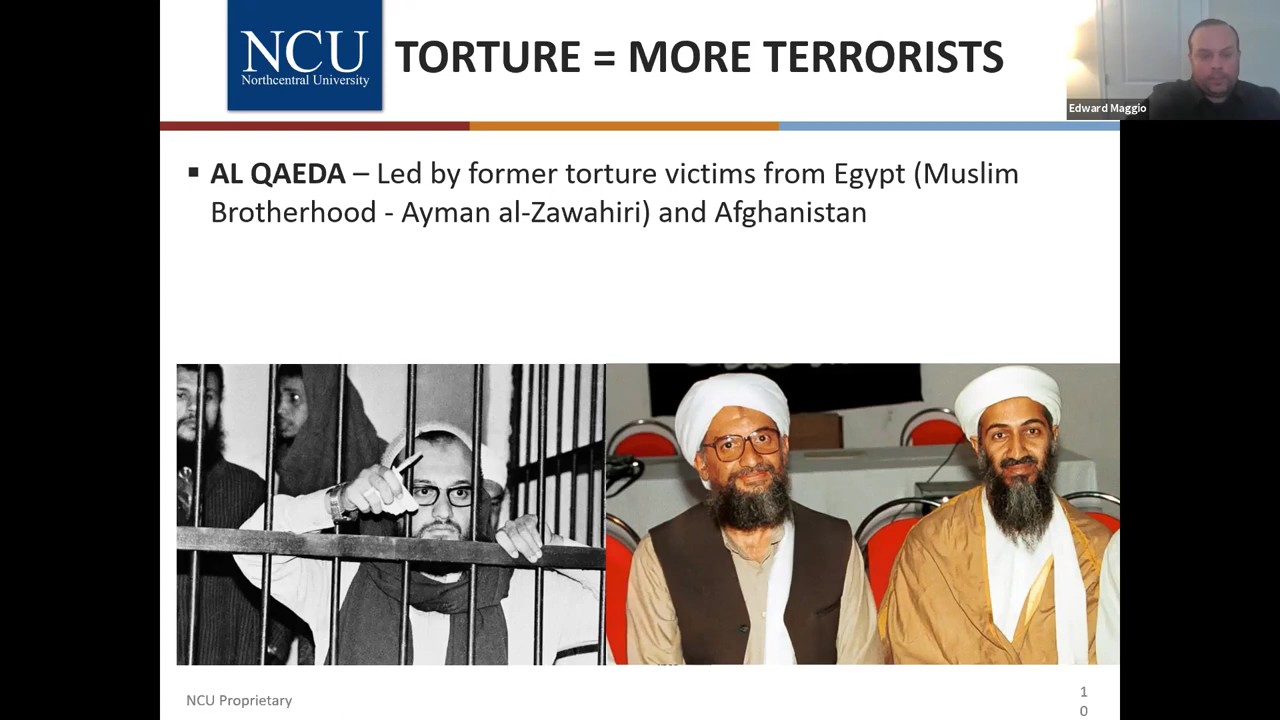 NCU
Northcentral University
TORTURE = MORE TERRORISTS
Edward Maggio
▪ AL QAEDA – Led by former torture victims from Egypt (Muslim
Brotherhood - Ayman al-Zawahiri) and Afghanistan
NCU Proprietary
1
0